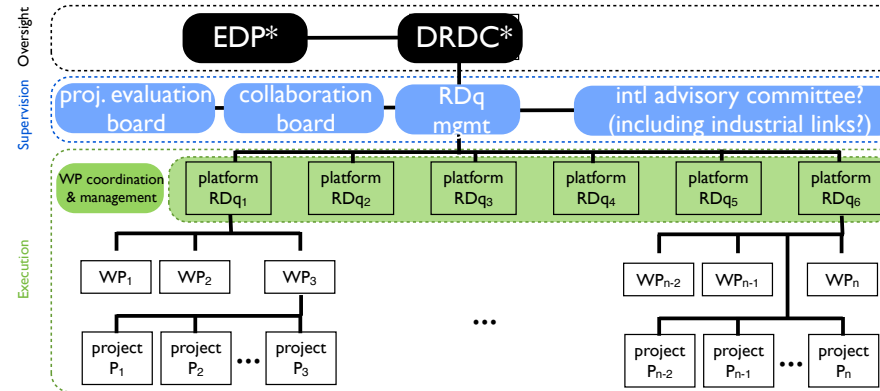 Oversight
EDP* DRDC*
Supervision
proj. evaluation
board
collaboration
board
RDq
mgmt
intl advisory committee?
(including industrial links?)
Execution
WP coordination
& management
platform
RDq1
platform
RDq2
platform
RDq3
platform
RDq4
platform
RDq5
platform
RDq6
WP1 WP2 WP3
WPn-2 WPn-1 WPn
...
project
P1
project
P2
...
project
P3
project
Pn-2
project
Pn-1
...
project
Pn